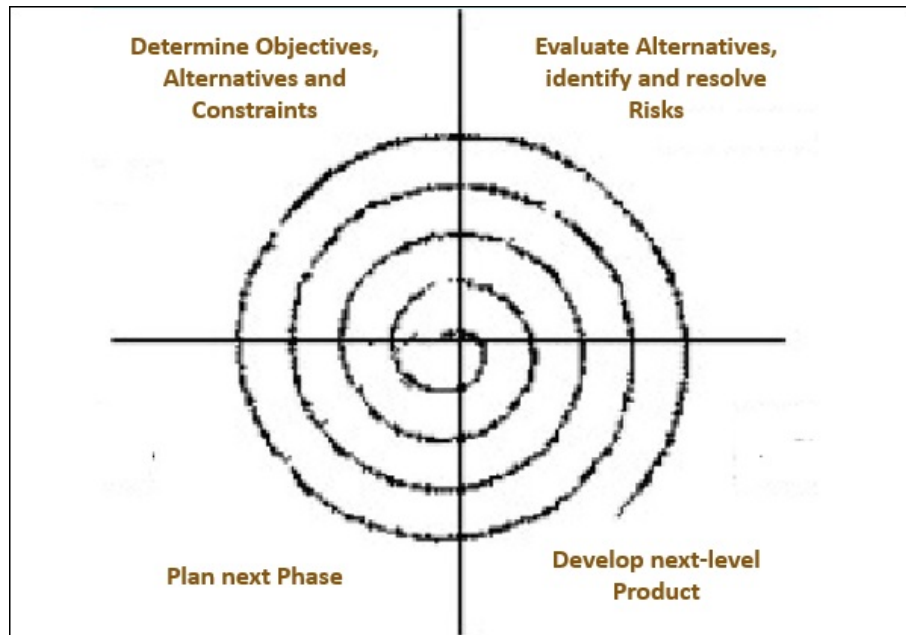 Determine Objectives,
Alternatives and
Constraints
Evaluate Alternatives,
identify and resolve
Risks
Plan next Phase
Develop next-level
Product